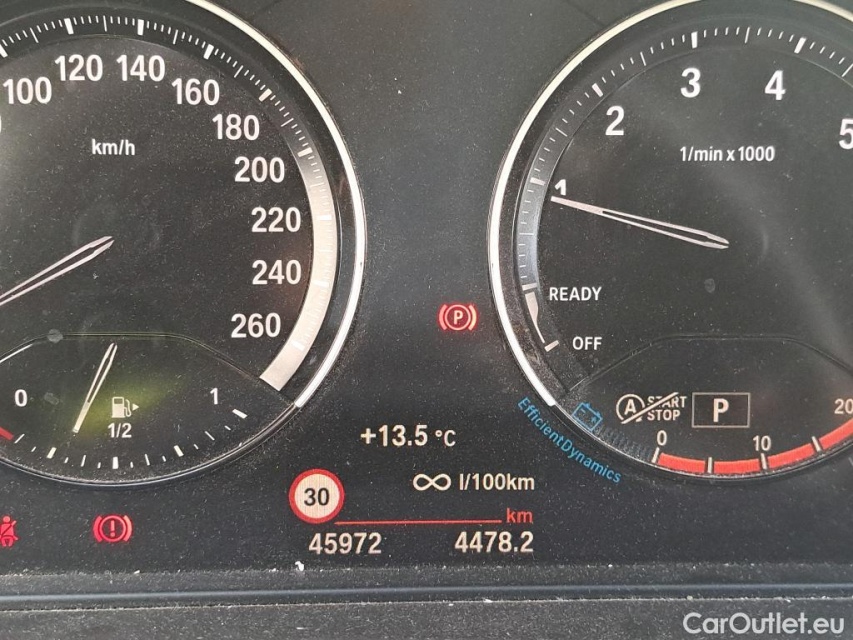 100
120
140
160
180
200
220
240
260
km/h
0
1/2
1
1
2
3
4
5
1/min x 1000
READY
OFF
P
EfficientDynamics
A START
STOP
P
0
10
20
+13.5 °C
30
∞ l/100km
km
45972
4478.2
CarOutlet.eu